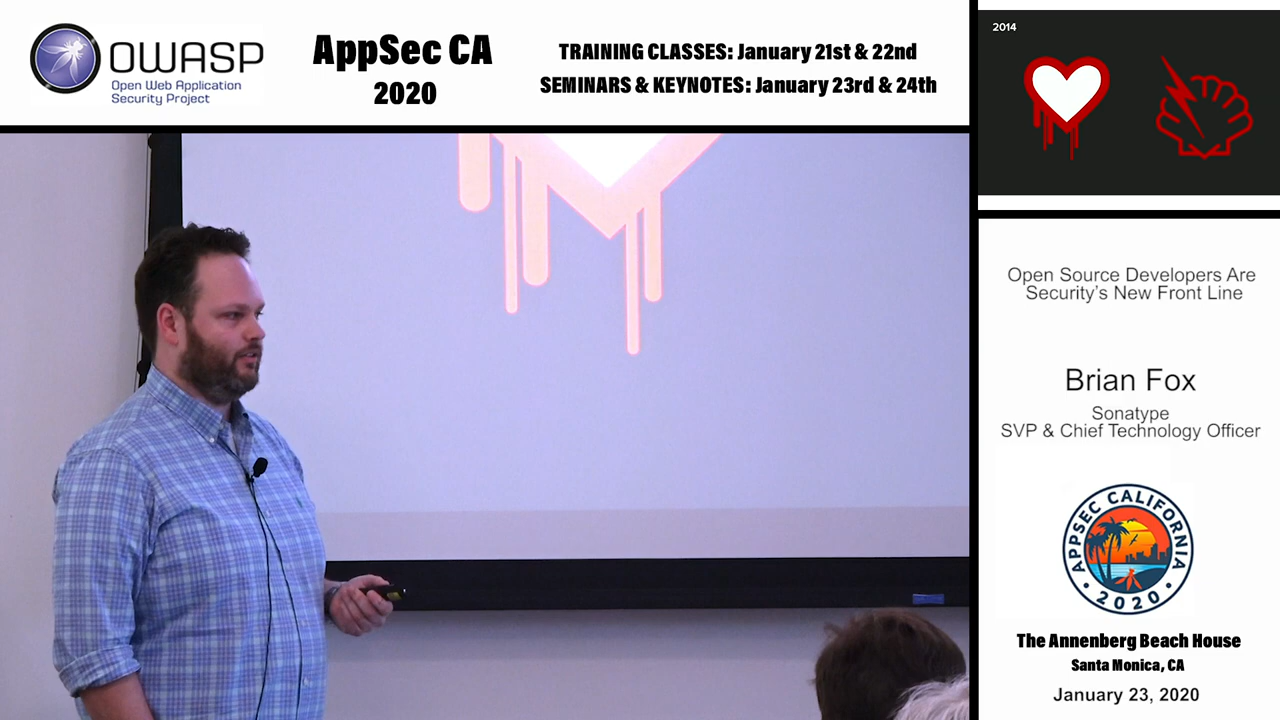 OWASP
Open Web Application
Security Project
AppSec CA
2020
TRAINING CLASSES: January 21st & 22nd
SEMINARS & KEYNOTES: January 23rd & 24th
2014
Open Source Developers Are
Security's New Front Line
Brian Fox
Sonatype
SVP & Chief Technology Officer
APPSEC CALIFORNIA
• 2020 •
The Annenberg Beach House
Santa Monica, CA
January 23, 2020